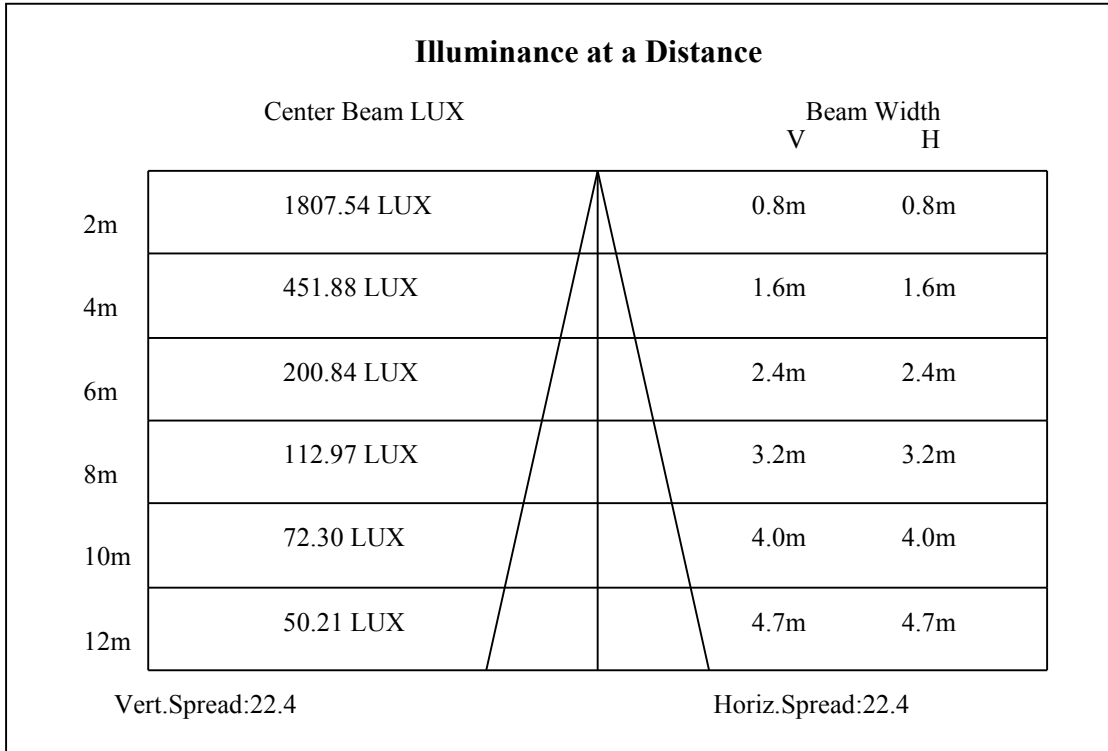 Illuminance at a Distance
Center Beam LUX Beam Width
V H
2m 1807.54 LUX 0.8m 0.8m
4m 451.88 LUX 1.6m 1.6m
6m 200.84 LUX 2.4m 2.4m
8m 112.97 LUX 3.2m 3.2m
10m 72.30 LUX 4.0m 4.0m
12m 50.21 LUX 4.7m 4.7m
Vert.Spread:22.4 Horiz.Spread:22.4